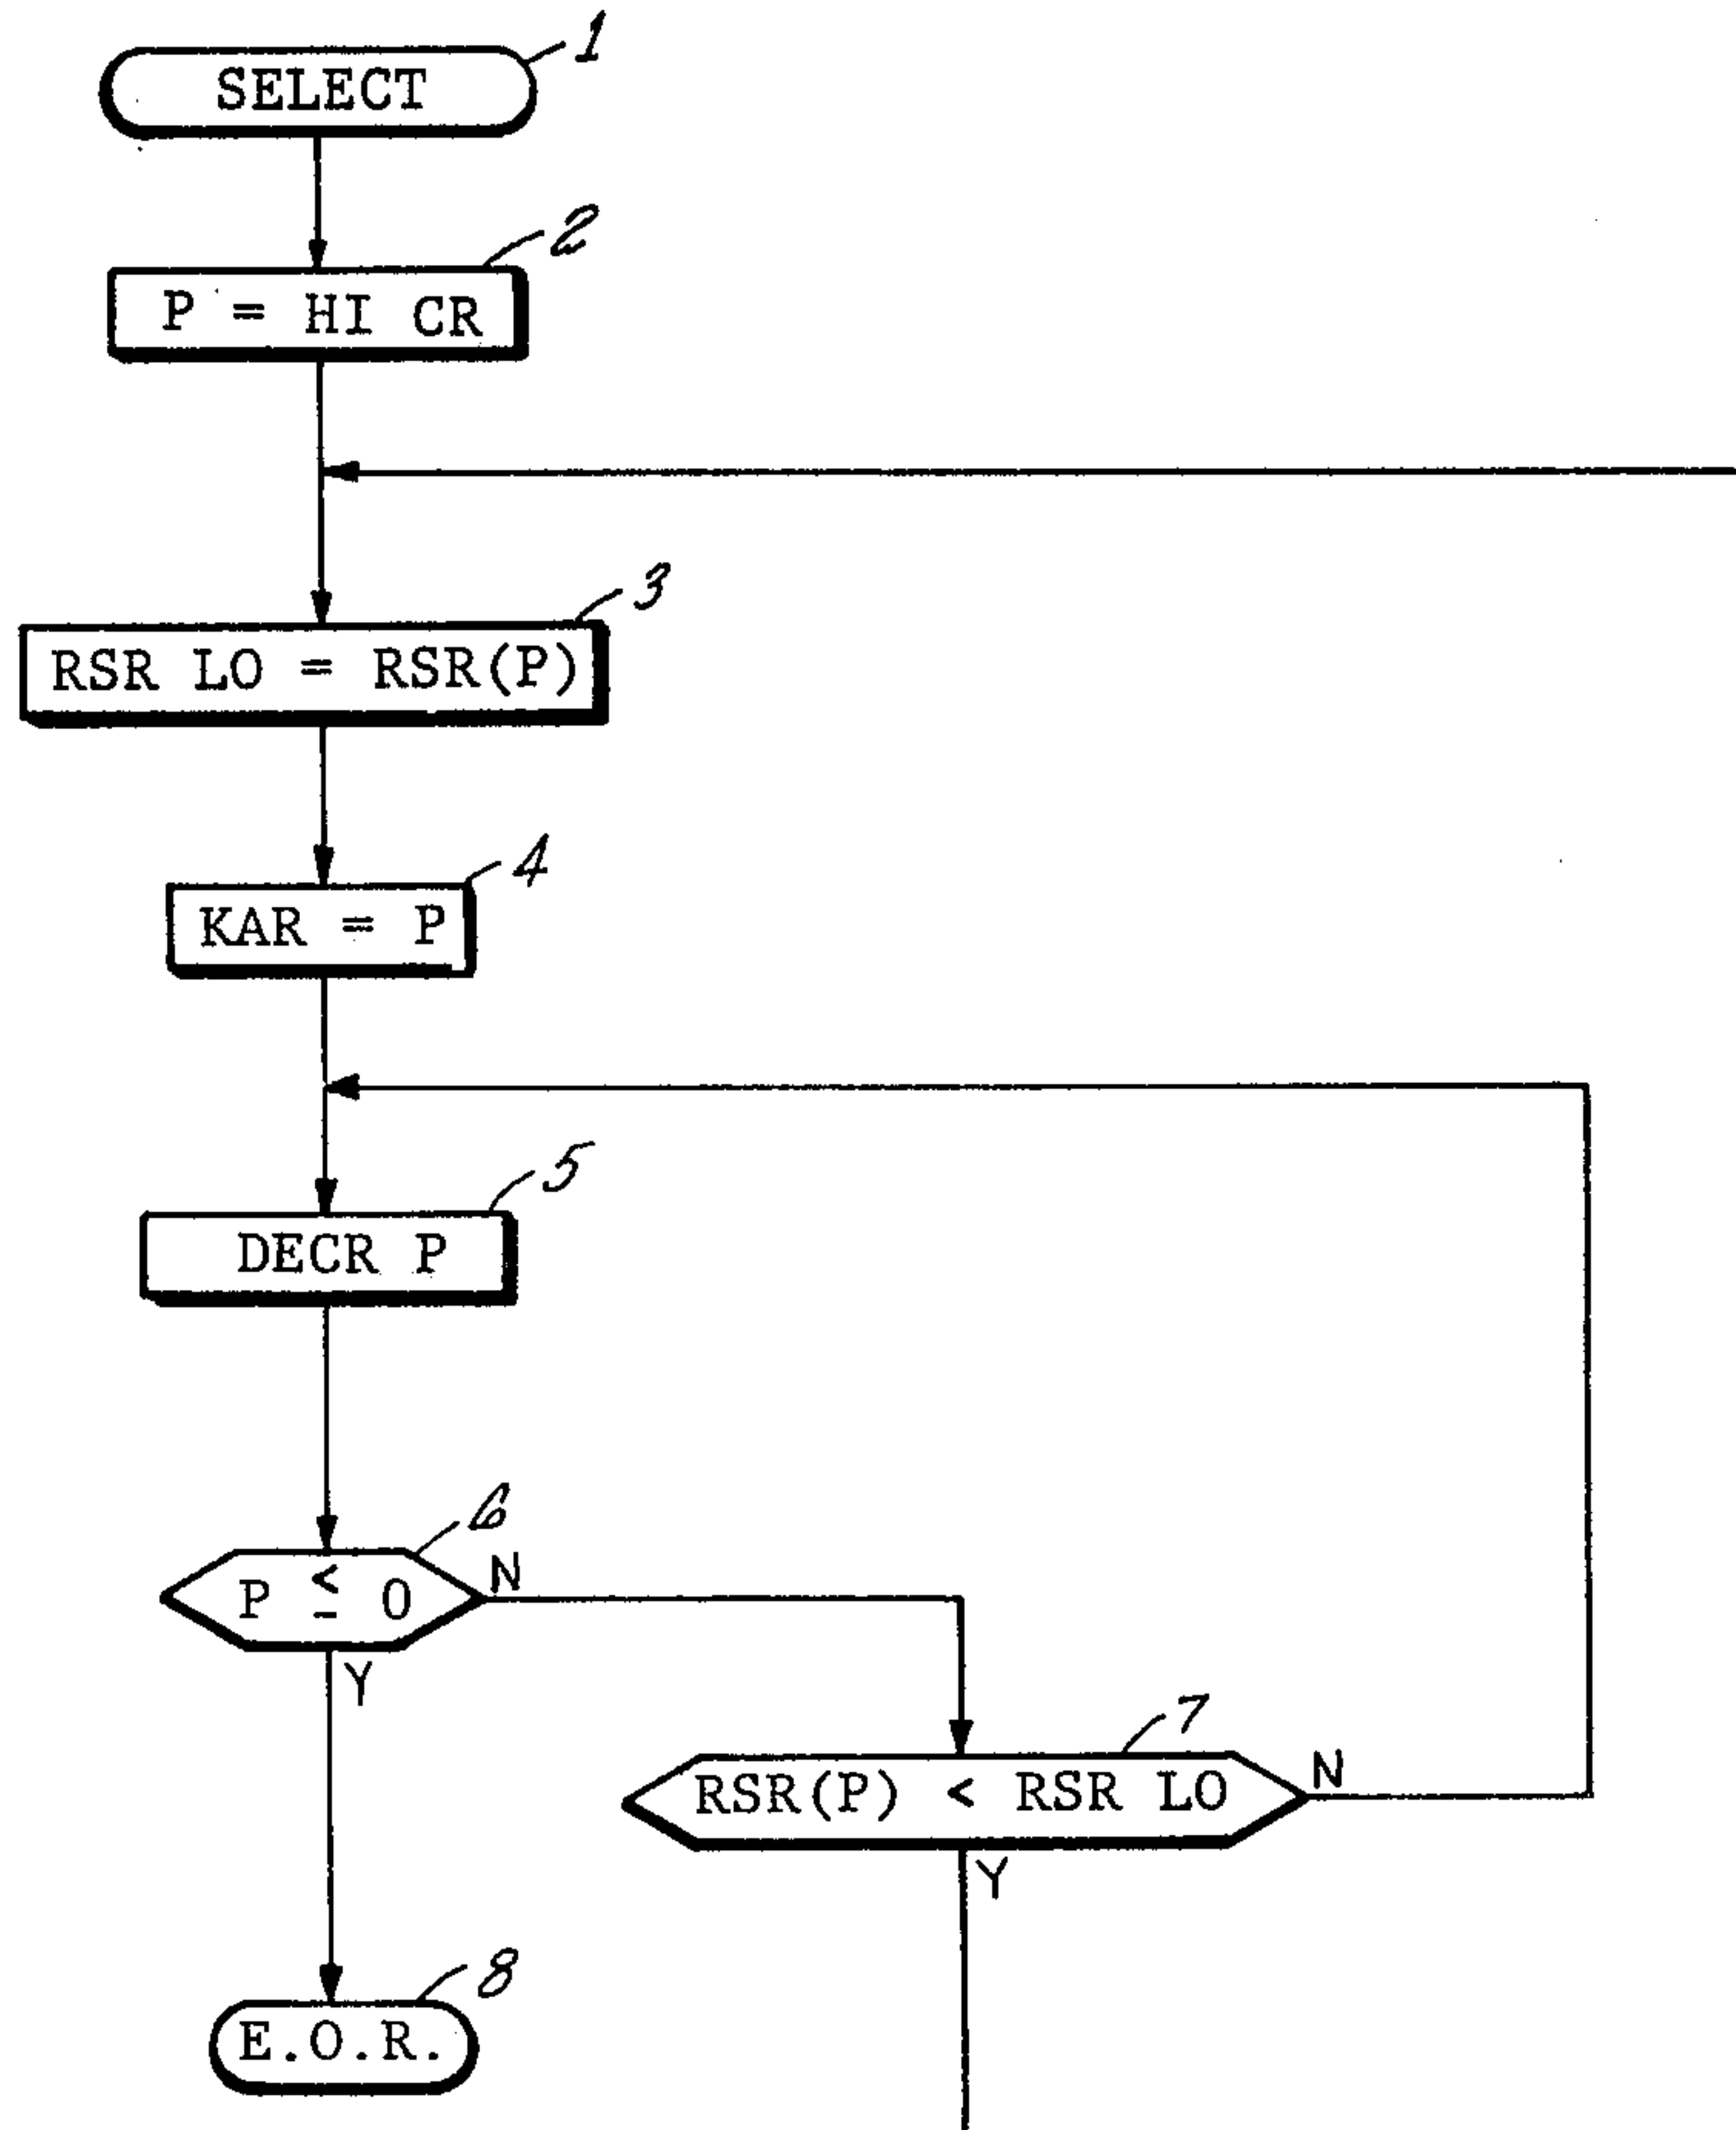 1
SELECT
2
P = HI CR
3
RSR LO = RSR(P)
4
KAR = P
5
DECR P
6
P ≤ 0 N
Y
7
RSR(P) < RSR LO N
Y
8
E.O.R.